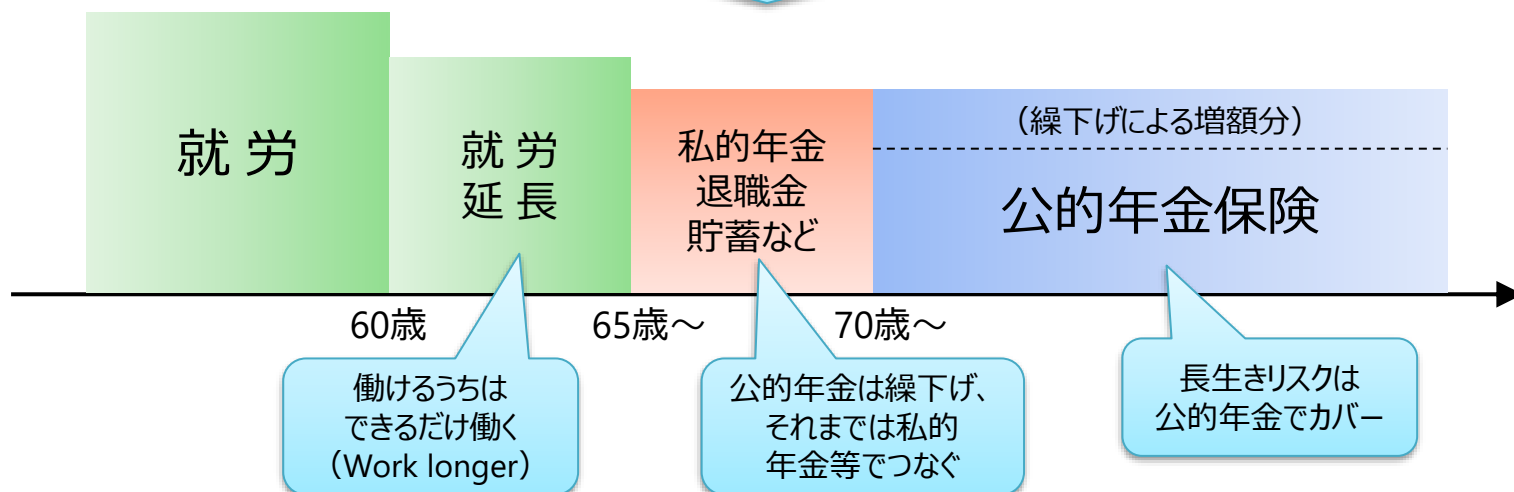 就 労
就 労
延 長
私的年金
退職金
貯蓄など
（繰下げによる増額分）
公的年金保険
60歳
65歳～
70歳～
働けるうちは
できるだけ働く
（Work longer）
公的年金は繰下げ、
それまでは私的
年金等でつなぐ
長生きリスクは
公的年金でカバー